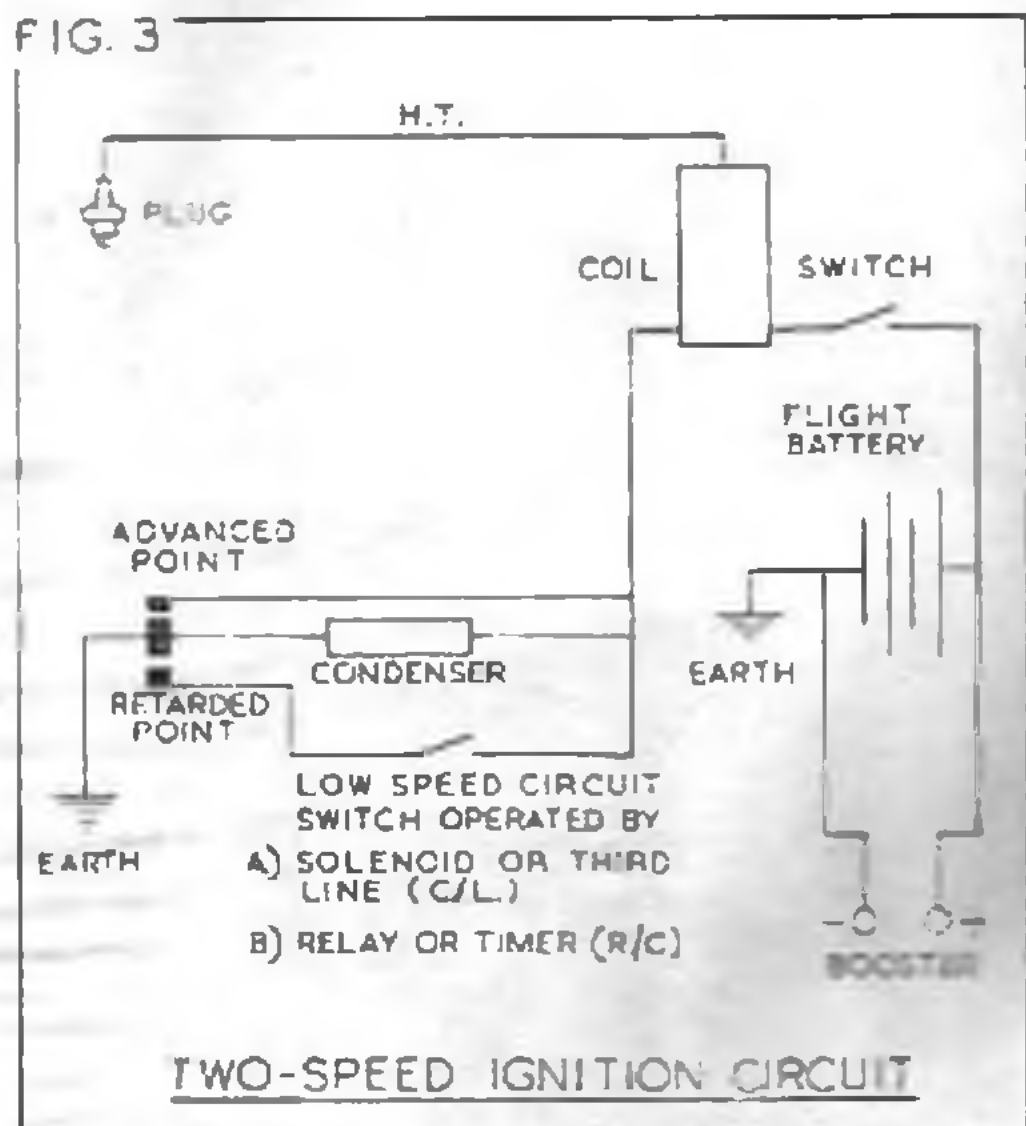 FIG. 3
H.T.
PLUG
COIL
SWITCH
FLIGHT
BATTERY
ADVANCED
POINT
CONDENSER
EARTH
RETARDED
POINT
LOW SPEED CIRCUIT
SWITCH OPERATED BY
EARTH
A) SOLENOID OR THIRD
LINE (C/L.)
B) RELAY OR TIMER (R/C)
BOOSTER
TWO-SPEED IGNITION CIRCUIT